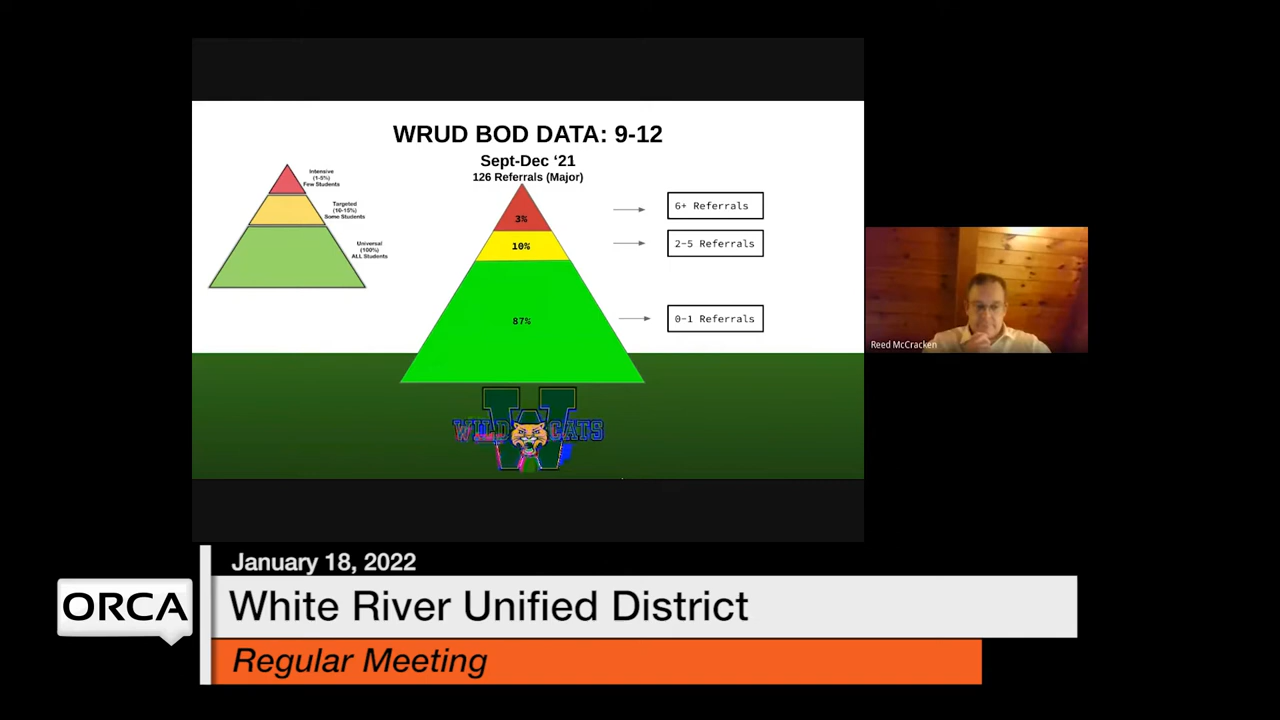 WRUD BOD DATA: 9-12
Sept-Dec ‘21
126 Referrals (Major)
Intensive
(1-5%)
Few Students
Targeted
(10-15%)
Some Students
Universal
(100%)
ALL Students
3%
10%
87%
6+ Referrals
2-5 Referrals
0-1 Referrals
WILDCATS
Reed McCracken
January 18, 2022
ORCA
White River Unified District
Regular Meeting